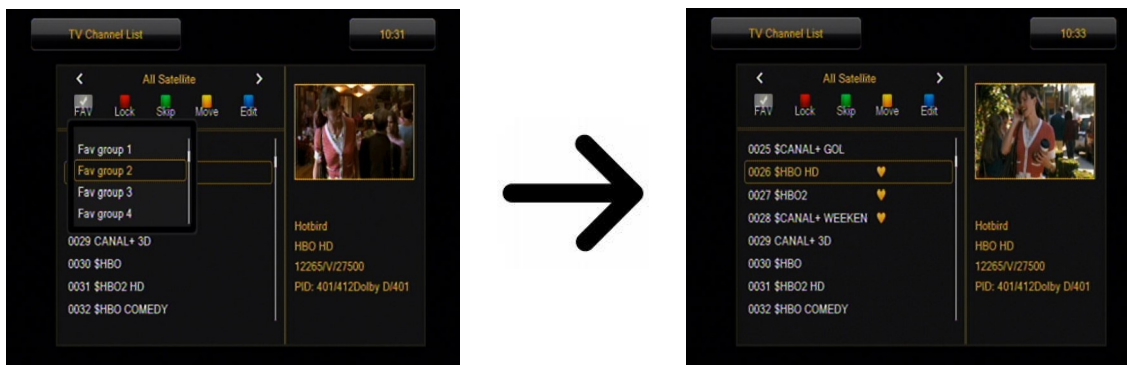 TV Channel List
10:31
All Satellite
FAV Lock Skip Move Edit
Fav group 1
Fav group 2
Fav group 3
Fav group 4
0029 CANAL+ 3D
0030 $HBO
0031 $HBO2 HD
0032 $HBO COMEDY
Hotbird
HBO HD
12265/V/27500
PID: 401/412Dolby D/401
TV Channel List
10:33
All Satellite
FAV Lock Skip Move Edit
0025 $CANAL+ GOL
0026 $HBO HD
0027 $HBO2
0028 $CANAL+ WEEKEN
0029 CANAL+ 3D
0030 $HBO
0031 $HBO2 HD
0032 $HBO COMEDY
Hotbird
HBO HD
12265/V/27500
PID: 401/412Dolby D/401